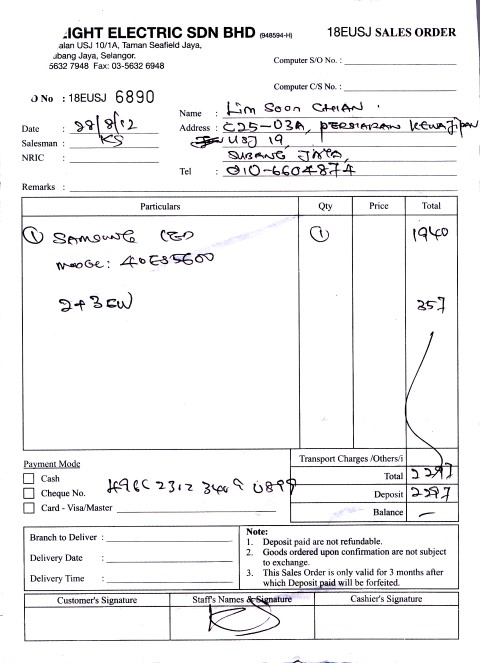 EIGHT ELECTRIC SDN BHD (948594-H) 18EUSJ SALES ORDER
alan USJ 10/1A, Taman Seafield Jaya,
ubang Jaya, Selangor.
5632 7948 Fax: 03-5632 6948
Computer S/O No. :
Computer C/S No. :
O No : 18EUSJ 6890
Name : Lim Soon CHIAN
Date : 28/8/12
Address : C25-03A, PERSIARAN KEWAJIPAN
Salesman : KS
USJ 19,
NRIC :
SUBANG JAYA,
Tel : 010-6604874
Remarks :
Particulars Qty Price Total
① SAMSUNG LED ① 1940
MODEL: 40ES5600
2+3EW 357
Transport Charges /Others/i
Payment Mode
Cash
Total 2297
Cheque No.
Deposit 2297
Card - Visa/Master
Balance –
Branch to Deliver :
Delivery Date :
Delivery Time :
Note:
1. Deposit paid are not refundable.
2. Goods ordered upon confirmation are not subject
to exchange.
3. This Sales Order is only valid for 3 months after
which Deposit paid will be forfeited.
Customer's Signature Staff's Names & Signature Cashier's Signature
KS